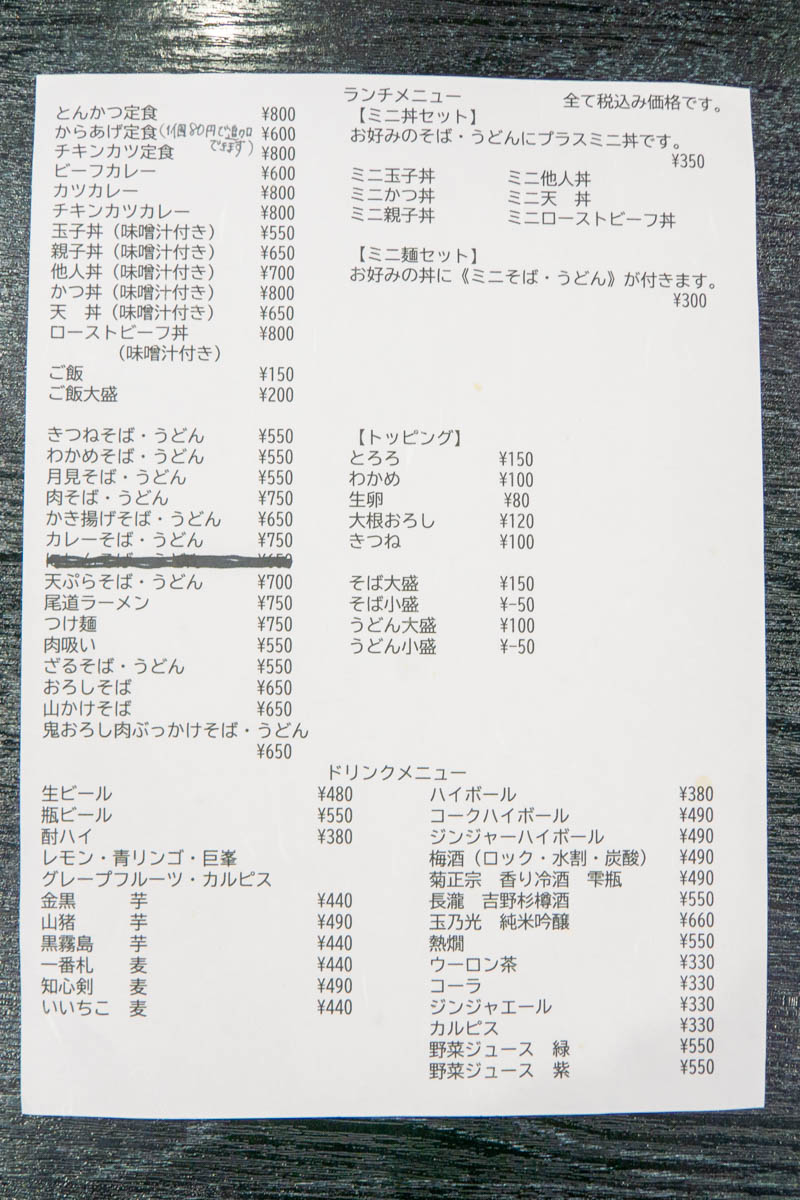 ランチメニュー
全て税込み価格です。
とんかつ定食 ¥800
からあげ定食(1個80円で追加できます) ¥600
チキンカツ定食 ¥800
ビーフカレー ¥600
カツカレー ¥800
チキンカツカレー ¥800
玉子丼（味噌汁付き） ¥550
親子丼（味噌汁付き） ¥650
他人丼（味噌汁付き） ¥700
かつ丼（味噌汁付き） ¥800
天　丼（味噌汁付き） ¥650
ローストビーフ丼 ¥800
（味噌汁付き）
ご飯 ¥150
ご飯大盛 ¥200
【ミニ丼セット】
お好みのそば・うどんにプラスミニ丼です。
¥350
ミニ玉子丼 ミニ他人丼
ミニかつ丼 ミニ天　丼
ミニ親子丼 ミニローストビーフ丼
【ミニ麺セット】
お好みの丼に《ミニそば・うどん》が付きます。
¥300
きつねそば・うどん ¥550
わかめそば・うどん ¥550
月見そば・うどん ¥550
肉そば・うどん ¥750
かき揚げそば・うどん ¥650
カレーそば・うどん ¥750
天ぷらそば・うどん ¥700
尾道ラーメン ¥750
つけ麺 ¥750
肉吸い ¥550
ざるそば・うどん ¥550
おろしそば ¥650
山かけそば ¥650
鬼おろし肉ぶっかけそば・うどん
¥650
【トッピング】
とろろ ¥150
わかめ ¥100
生卵 ¥80
大根おろし ¥120
きつね ¥100
そば大盛 ¥150
そば小盛 ¥-50
うどん大盛 ¥100
うどん小盛 ¥-50
ドリンクメニュー
生ビール ¥480
瓶ビール ¥550
酎ハイ ¥380
レモン・青リンゴ・巨峯
グレープフルーツ・カルピス
金黒　芋 ¥440
山猪　芋 ¥490
黒霧島　芋 ¥440
一番札　麦 ¥440
知心剣　麦 ¥490
いいちこ　麦 ¥440
ハイボール ¥380
コークハイボール ¥490
ジンジャーハイボール ¥490
梅酒（ロック・水割・炭酸） ¥490
菊正宗　香り冷酒　雫瓶 ¥490
長瀧　吉野杉樽酒 ¥550
玉乃光　純米吟醸 ¥660
熱燗 ¥550
ウーロン茶 ¥330
コーラ ¥330
ジンジャエール ¥330
カルピス ¥330
野菜ジュース　緑 ¥550
野菜ジュース　紫 ¥550